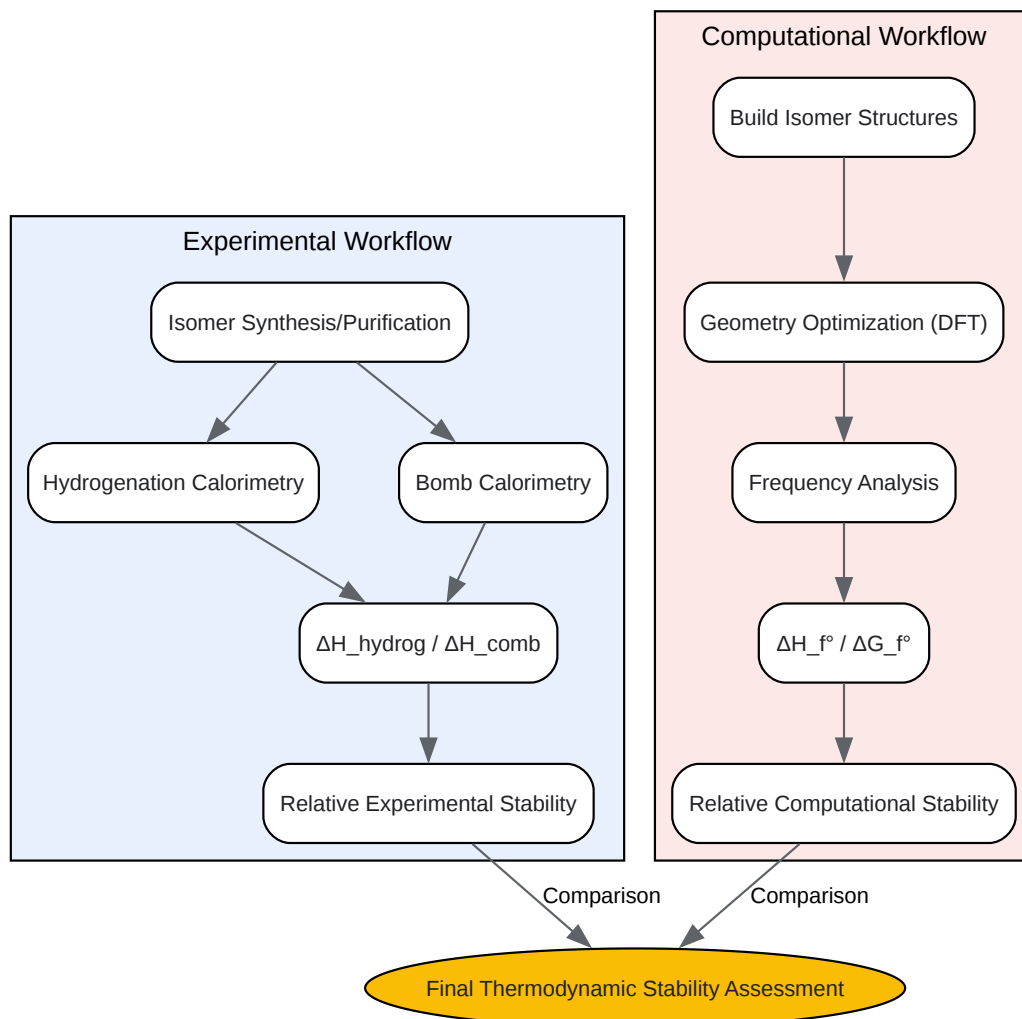 Computational Workflow
Build Isomer Structures
Experimental Workflow
Isomer Synthesis/Purification
Geometry Optimization (DFT)
Hydrogenation Calorimetry
Bomb Calorimetry
Frequency Analysis
ΔH_hydrog / ΔH_comb
ΔH_f° / ΔG_f°
Relative Experimental Stability
Relative Computational Stability
Comparison
Comparison
Final Thermodynamic Stability Assessment